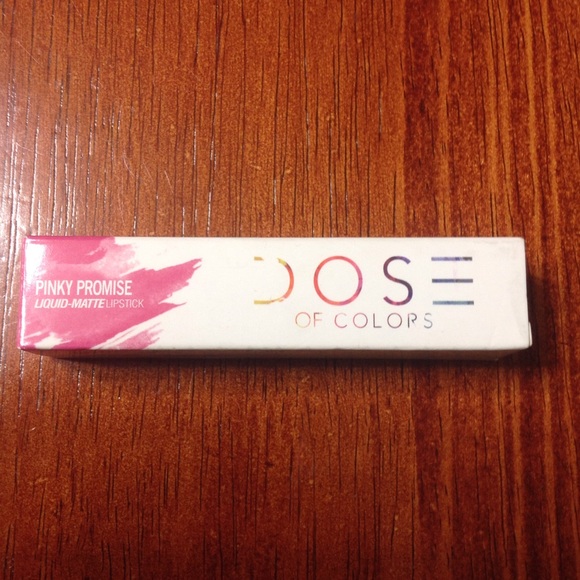 PINKY PROMISE
LIQUID-MATTE LIPSTICK
DOSE
OF COLORS